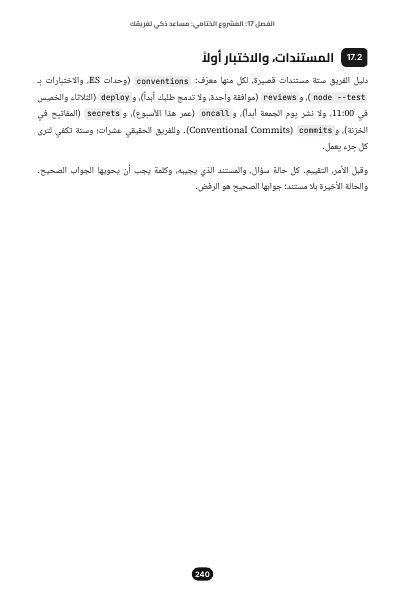 الفصل 17: المشروع الختامي: مساعد ذكي لفريقك
17.2 المستندات، والاختبار أولاً
دليل الفريق ستة مستندات قصيرة، لكل منها معرّف: conventions (وحدات ES، والاختبارات بـ
node --test)، و reviews (موافقة واحدة، ولا تدمج طلبك أبداً)، و deploy (الثلاثاء والخميس
في 11:00، ولا نشر يوم الجمعة أبداً)، و oncall (عمر هذا الأسبوع)، و secrets (المفاتيح في
الخزنة)، و commits (Conventional Commits). وللفريق الحقيقي عشرات؛ وستة تكفي لترى
كل جزء يعمل.
وقبل الأمر، التقييم. كل حالة سؤال، والمستند الذي يجيبه، وكلمة يجب أن يحويها الجواب الصحيح.
والحالة الأخيرة بلا مستند: جوابها الصحيح هو الرفض.
240